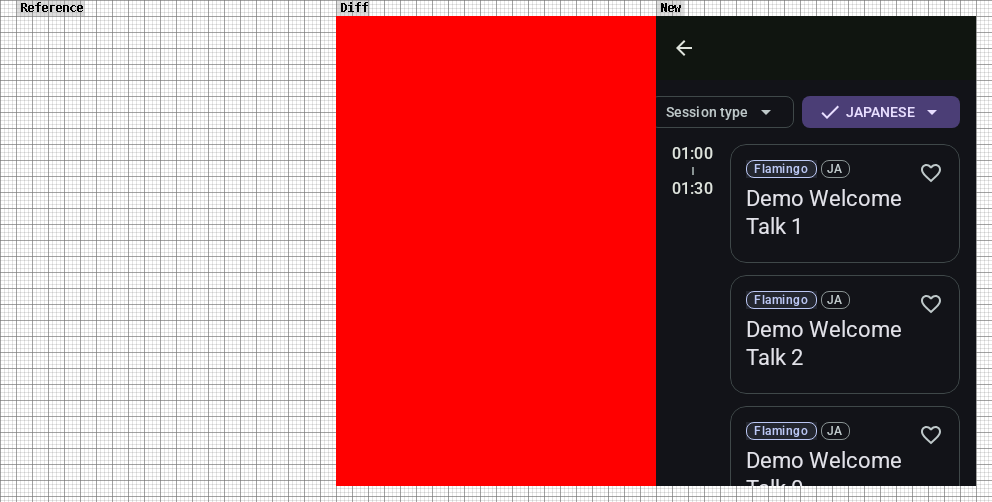 Reference
Diff
New
Session type
JAPANESE
01:00
01:30
Flamingo JA
Demo Welcome
Talk 1
Flamingo JA
Demo Welcome
Talk 2
Flamingo JA
Demo Welcome